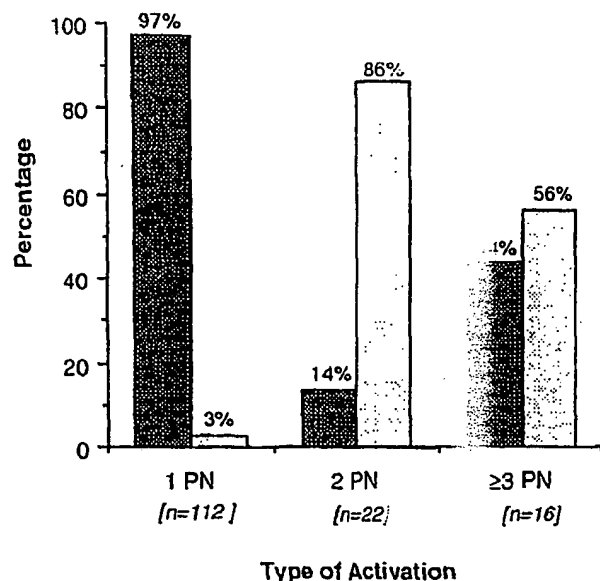 100
80
60
40
20
0
Percentage
97%
3%
14%
86%
56%
1 PN
2 PN
≥3 PN
[n=112]
[n=22]
[n=16]
Type of Activation